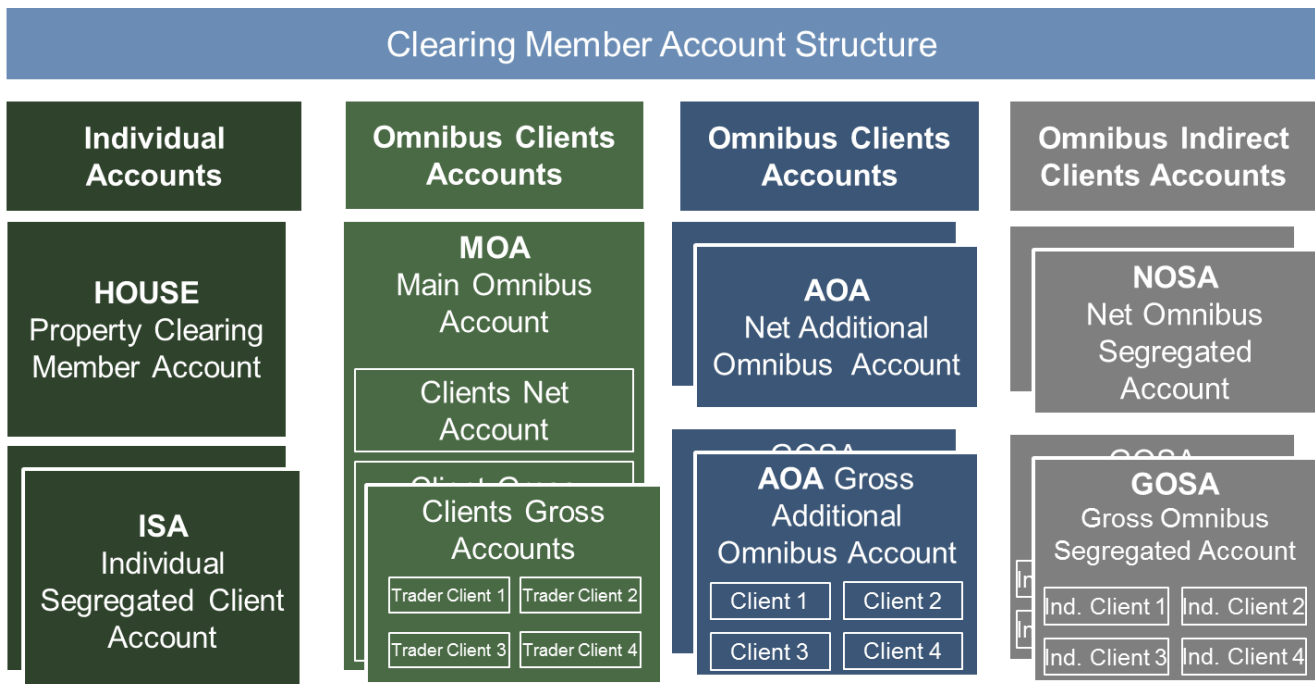 Clearing Member Account Structure
Individual
Accounts
HOUSE
Property Clearing
Member Account
ISA
Individual
Segregated Client
Account
Omnibus Clients
Accounts
MOA
Main Omnibus
Account
Clients Net
Account
Clients Gross
Accounts
Trader Client 1
Trader Client 2
Trader Client 3
Trader Client 4
Omnibus Clients
Accounts
AOA
Net Additional
Omnibus Account
AOA Gross
Additional
Omnibus Account
Client 1
Client 2
Client 3
Client 4
Omnibus Indirect
Clients Accounts
NOSA
Net Omnibus
Segregated
Account
GOSA
Gross Omnibus
Segregated Account
Ind. Client 1
Ind. Client 2
Ind. Client 3
Ind. Client 4